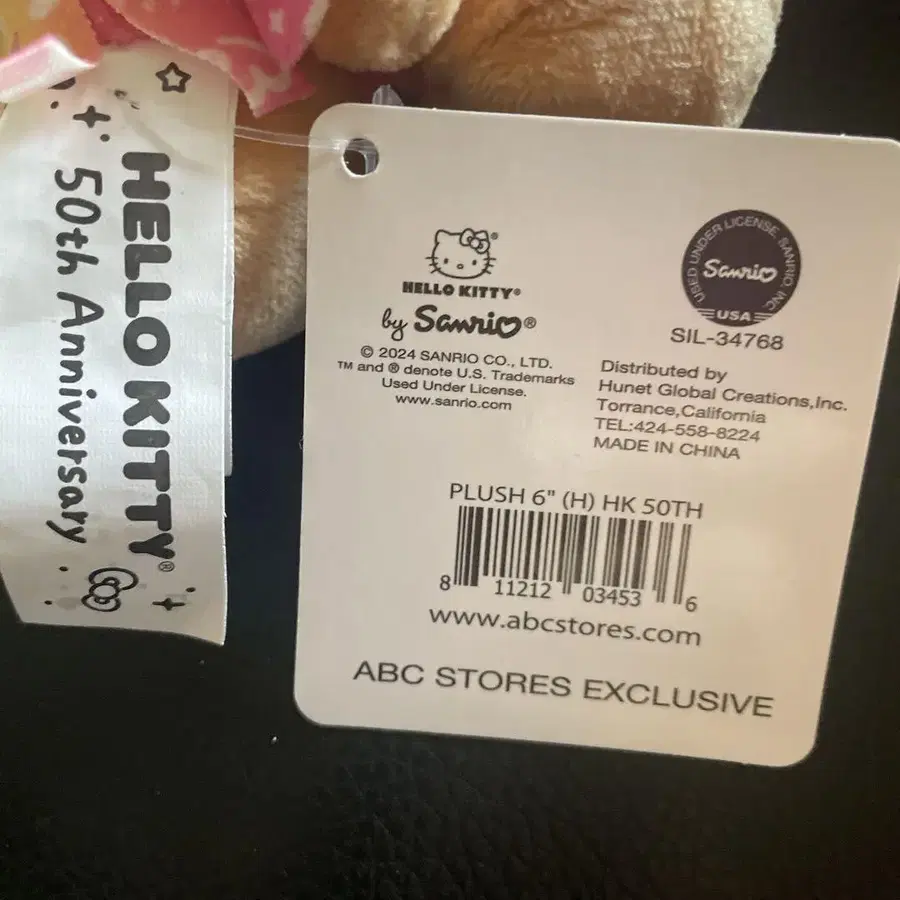 HELLO KITTY®
50th Anniversary
HELLO KITTY®
by Sanrio®
© 2024 SANRIO CO., LTD.
™ and ® denote U.S. Trademarks
Used Under License.
www.sanrio.com
USED UNDER LICENSE SANRIO, INC.
Sanrio
USA
SIL-34768
Distributed by
Hunet Global Creations,Inc.
Torrance,California
TEL:424-558-8224
MADE IN CHINA
PLUSH 6" (H) HK 50TH
8 11212 03453 6
www.abcstores.com
ABC STORES EXCLUSIVE